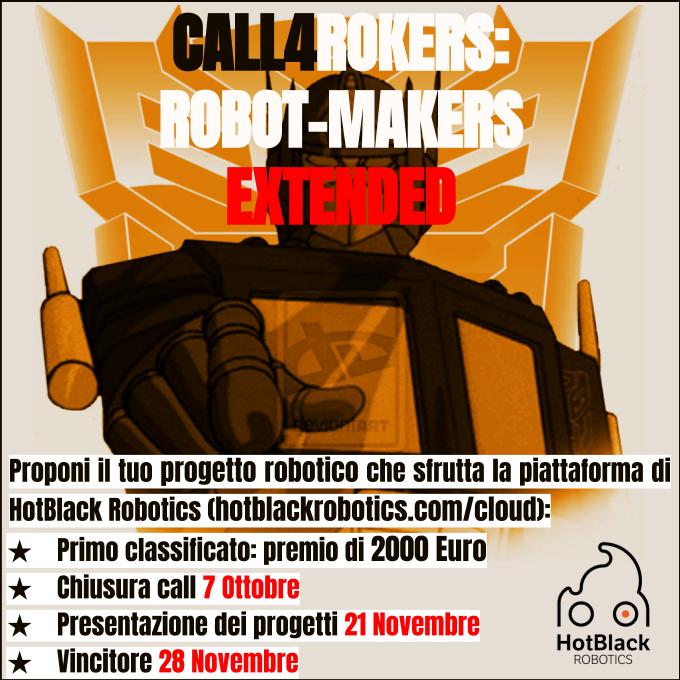 CALL4ROKERS:
ROBOT-MAKERS
EXTENDED
deviantART
Proponi il tuo progetto robotico che sfrutta la piattaforma di
HotBlack Robotics (hotblackrobotics.com/cloud):
★ Primo classificato: premio di 2000 Euro
★ Chiusura call 7 Ottobre
★ Presentazione dei progetti 21 Novembre
★ Vincitore 28 Novembre
HotBlack
ROBOTICS